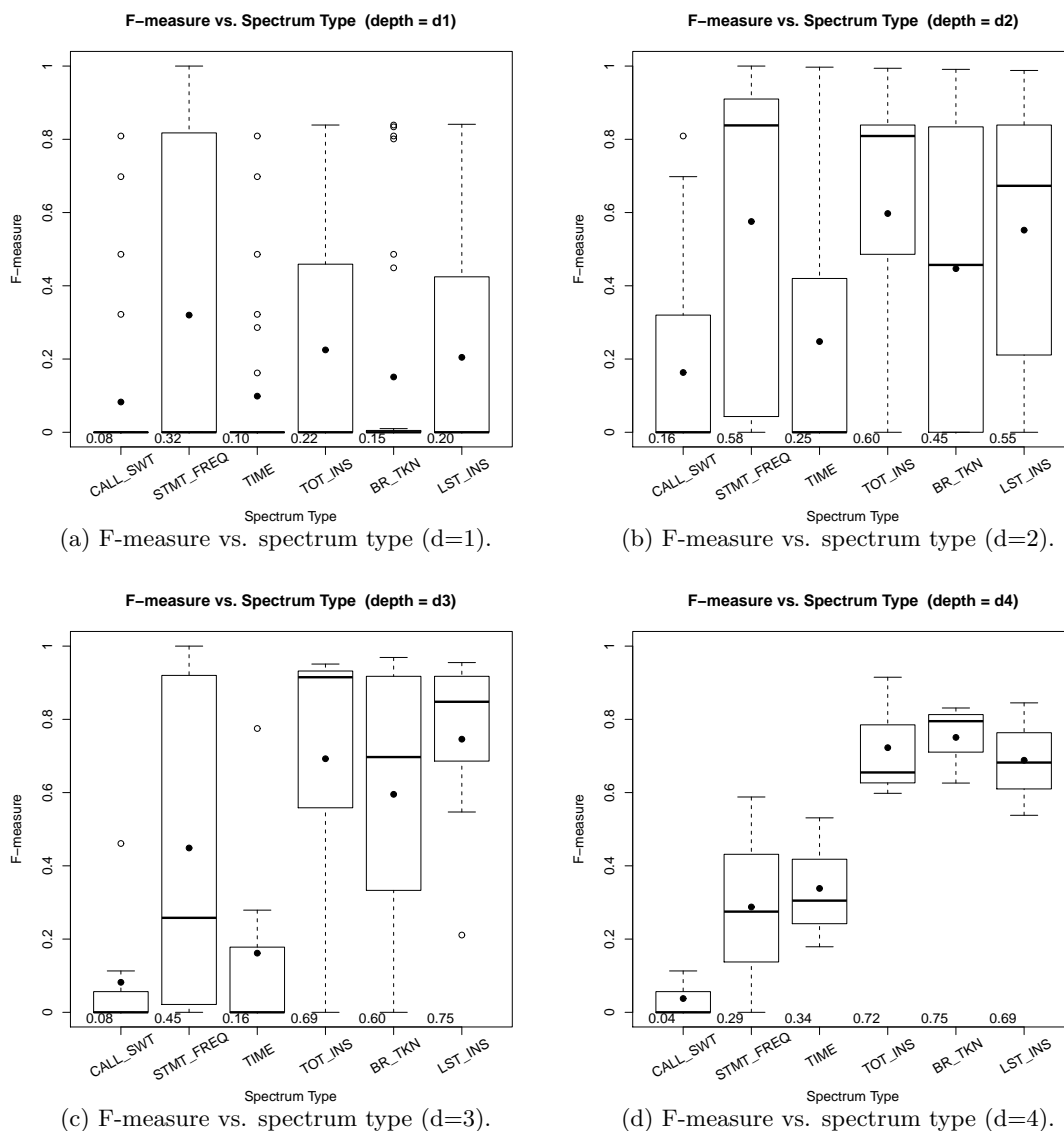 F−measure vs. Spectrum Type (depth = d1)
F−measure
1
0.8
0.6
0.4
0.2
0
0.08 0.32 0.10 0.22 0.15 0.20
CALL_SWT STMT_FREQ TIME TOT_INS BR_TKN LST_INS
Spectrum Type
(a) F-measure vs. spectrum type (d=1).
F−measure vs. Spectrum Type (depth = d2)
F−measure
1
0.8
0.6
0.4
0.2
0
0.16 0.58 0.25 0.60 0.45 0.55
CALL_SWT STMT_FREQ TIME TOT_INS BR_TKN LST_INS
Spectrum Type
(b) F-measure vs. spectrum type (d=2).
F−measure vs. Spectrum Type (depth = d3)
F−measure
1
0.8
0.6
0.4
0.2
0
0.08 0.45 0.16 0.69 0.60 0.75
CALL_SWT STMT_FREQ TIME TOT_INS BR_TKN LST_INS
Spectrum Type
(c) F-measure vs. spectrum type (d=3).
F−measure vs. Spectrum Type (depth = d4)
F−measure
1
0.8
0.6
0.4
0.2
0
0.04 0.29 0.34 0.72 0.75 0.69
CALL_SWT STMT_FREQ TIME TOT_INS BR_TKN LST_INS
Spectrum Type
(d) F-measure vs. spectrum type (d=4).